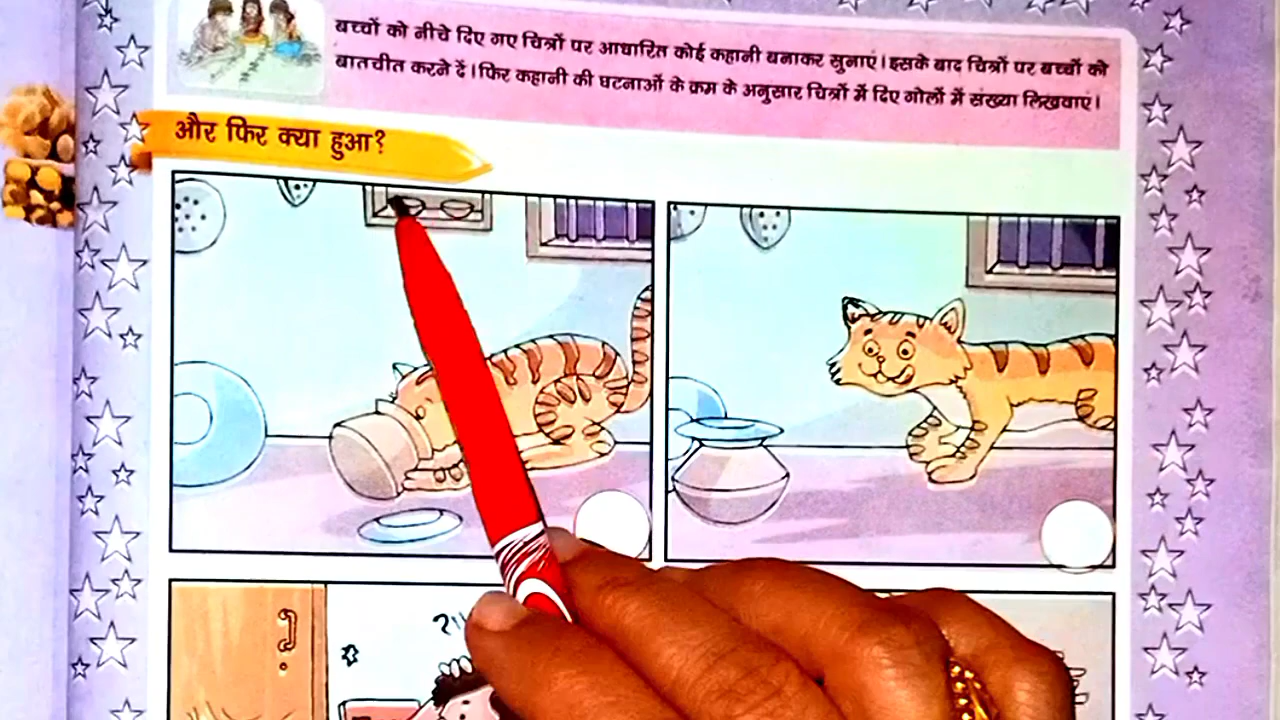 बच्चों को नीचे दिए गए चित्रों पर आधारित कोई कहानी बनाकर सुनाएं। इसके बाद चित्रों पर बच्चों को
बातचीत करने दें। फिर कहानी की घटनाओं के क्रम के अनुसार चित्रों में दिए गोलों में संख्या लिखवाएं।
और फिर क्या हुआ?